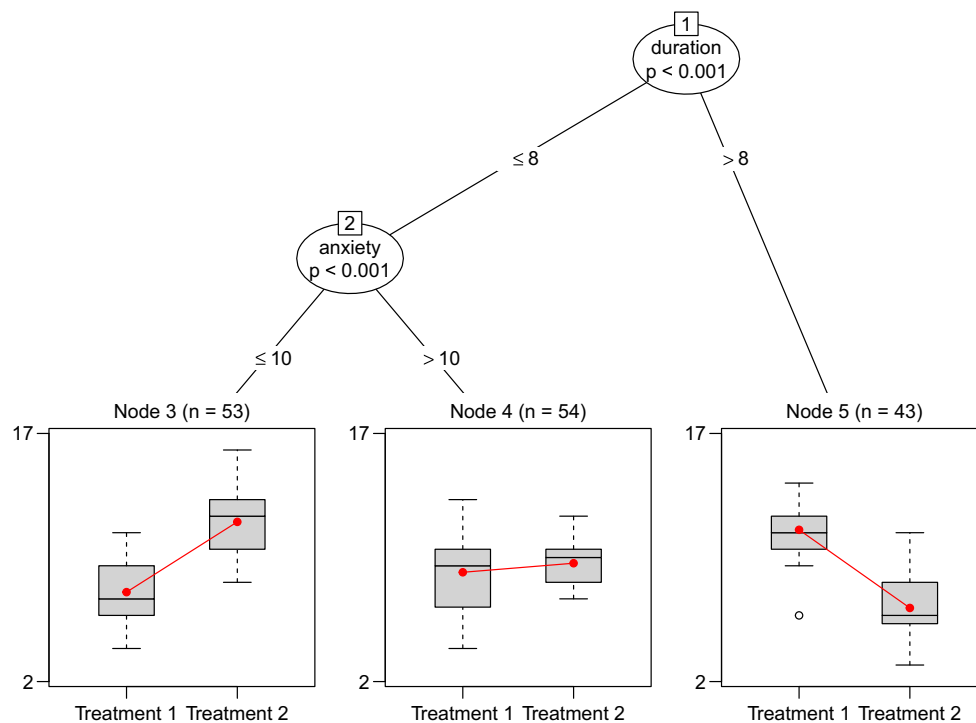 1
duration
p < 0.001
≤ 8
> 8
2
anxiety
p < 0.001
≤ 10
> 10
Node 3 (n = 53)
17
2
Treatment 1 Treatment 2
Node 4 (n = 54)
17
2
Treatment 1 Treatment 2
Node 5 (n = 43)
17
2
Treatment 1 Treatment 2